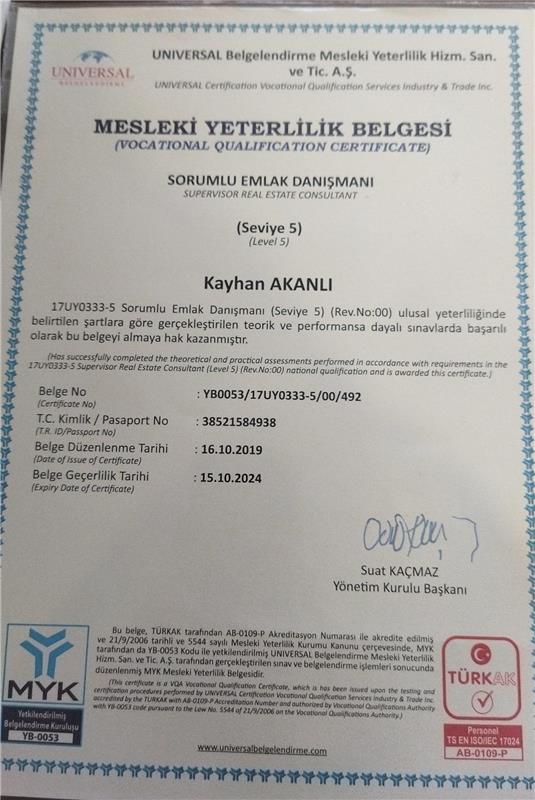 UNIVERSAL
BELGELENDİRME
UNIVERSAL Belgelendirme Mesleki Yeterlilik Hizm. San.
ve Tic. A.Ş.
UNIVERSAL Certification Vocational Qualification Services Industry & Trade Inc.
MESLEKİ YETERLİLİK BELGESİ
(VOCATIONAL QUALIFICATION CERTIFICATE)
SORUMLU EMLAK DANIŞMANI
SUPERVISOR REAL ESTATE CONSULTANT
(Seviye 5)
(Level 5)
Kayhan AKANLI
17UY0333-5 Sorumlu Emlak Danışmanı (Seviye 5) (Rev.No:00) ulusal yeterliliğinde
belirtilen şartlara göre gerçekleştirilen teorik ve performansa dayalı sınavlarda başarılı
olarak bu belgeyi almaya hak kazanmıştır.
(Has successfully completed the theoretical and practical assessments performed in accordance with requirements in the
17UY0333-5 Supervisor Real Estate Consultant (Level 5) (Rev.No:00) national qualification and is awarded this certificate.)
Belge No : YB0053/17UY0333-5/00/492
(Certificate No)
T.C. Kimlik / Pasaport No : 38521584938
(T.R. ID/Passport No)
Belge Düzenlenme Tarihi : 16.10.2019
(Date of Issue of Certificate)
Belge Geçerlilik Tarihi : 15.10.2024
(Expiry Date of Certificate)
Suat KAÇMAZ
Yönetim Kurulu Başkanı
Bu belge, TÜRKAK tarafından AB-0109-P Akreditasyon Numarası ile akredite edilmiş
ve 21/9/2006 tarihli ve 5544 sayılı Mesleki Yeterlilik Kurumu Kanunu çerçevesinde, MYK
tarafından da YB-0053 Kodu ile yetkilendirilmiş UNIVERSAL Belgelendirme Mesleki Yeterlilik
Hizm. San. ve Tic. A.Ş. tarafından gerçekleştirilen sınav ve belgelendirme işlemleri sonucunda
düzenlenmiş MYK Mesleki Yeterlilik Belgesidir.
(This certificate is a VQA Vocational Qualification Certificate, which is has been issued upon the testing and
certification procedures performed by UNIVERSAL Certification Vocational Qualification Services Industry & Trade Inc.
accredited by the TURKAK with AB-0109-P Accreditation Number and authorized by Vocational Qualifications Authority
with YB-0053 code pursuant to the Law No. 5544 of 21/9/2006 on the Vocational Qualifications Authority.)
MYK
Yetkilendirilmiş
Belgelendirme Kuruluşu
YB-0053
TÜRKAK
Personel
TS EN ISO/IEC 17024
AB-0109-P
www.universalbelgelendirme.com